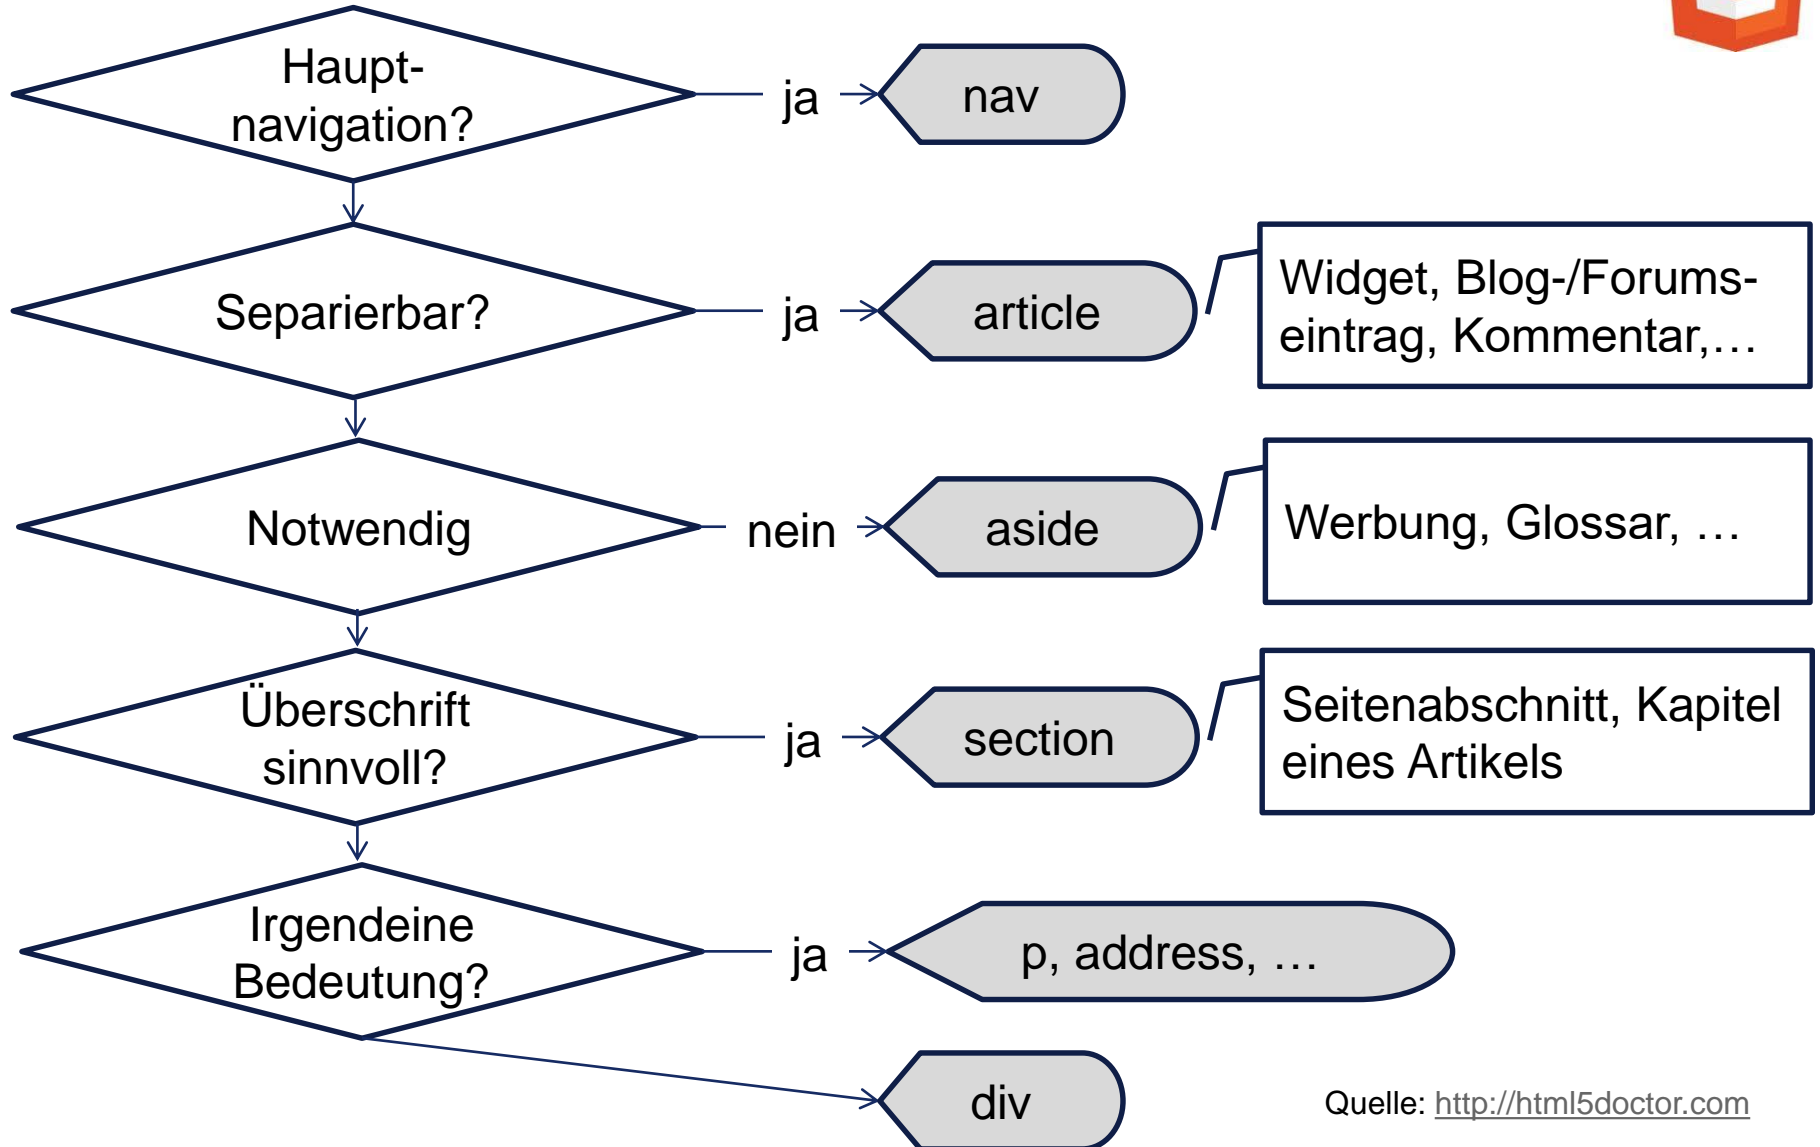 Haupt-
navigation?
ja
nav
Separierbar?
ja
article
Widget, Blog-/Forums-
eintrag, Kommentar,…
Notwendig
nein
aside
Werbung, Glossar, …
Überschrift
sinnvoll?
ja
section
Seitenabschnitt, Kapitel
eines Artikels
Irgendeine
Bedeutung?
ja
p, address, …
div
Quelle: http://html5doctor.com